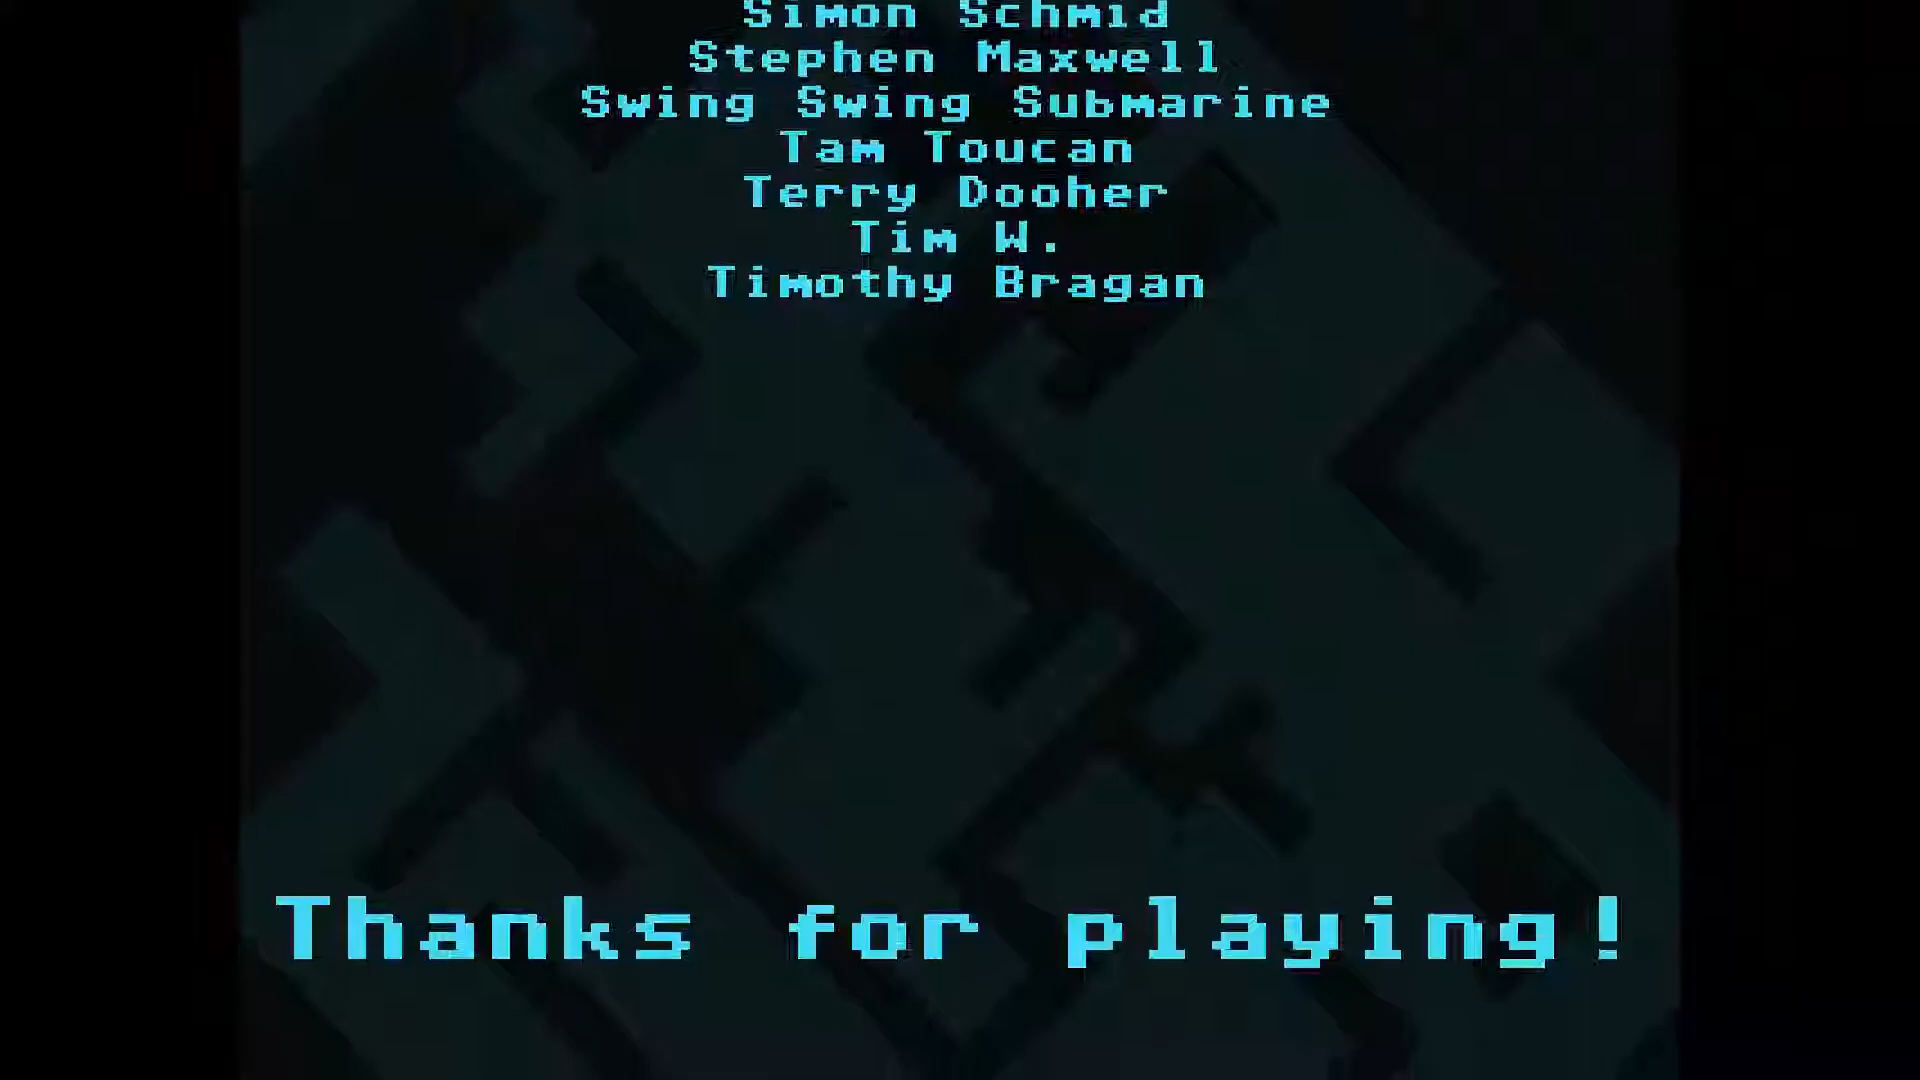 Simon Schmid
Stephen Maxwell
Swing Swing Submarine
Tam Toucan
Terry Dooher
Tim W.
Timothy Bragan
Thanks for playing!